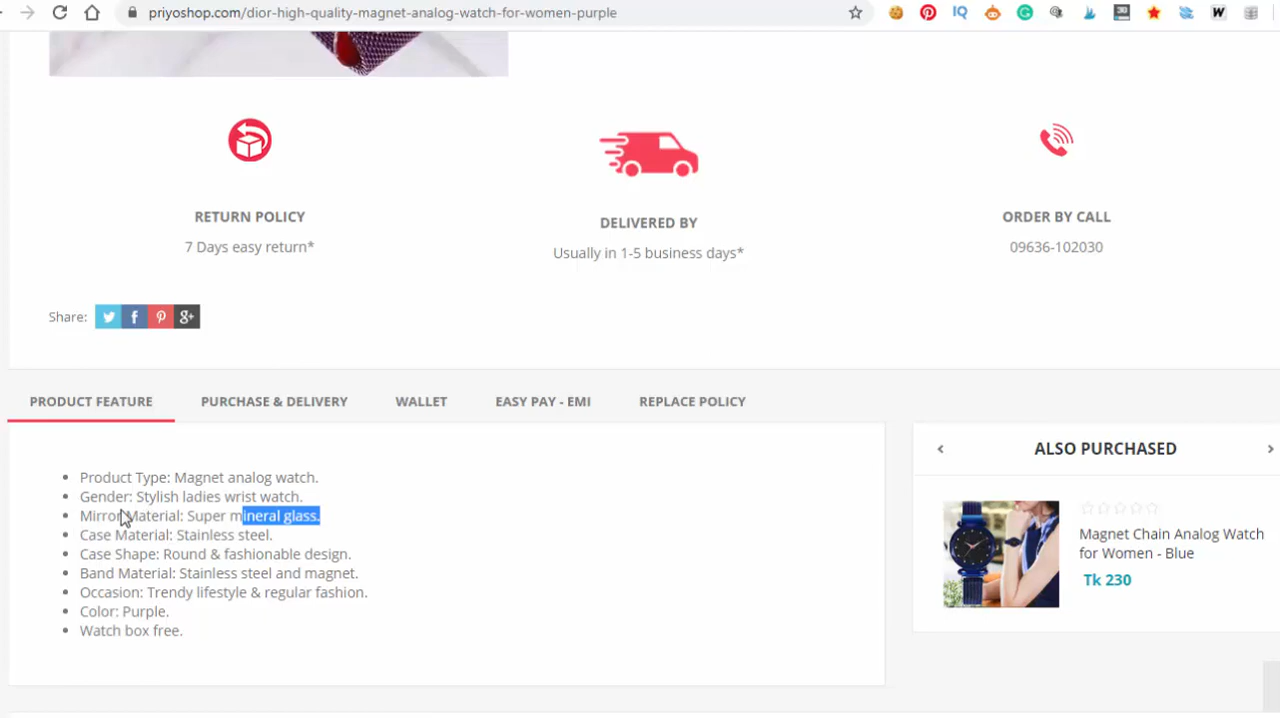 priyoshop.com/dior-high-quality-magnet-analog-watch-for-women-purple
RETURN POLICY
7 Days easy return*
DELIVERED BY
Usually in 1-5 business days*
ORDER BY CALL
09636-102030
Share:
PRODUCT FEATURE
PURCHASE & DELIVERY
WALLET
EASY PAY - EMI
REPLACE POLICY
Product Type: Magnet analog watch.
Gender: Stylish ladies wrist watch.
Mirror Material: Super mineral glass.
Case Material: Stainless steel.
Case Shape: Round & fashionable design.
Band Material: Stainless steel and magnet.
Occasion: Trendy lifestyle & regular fashion.
Color: Purple.
Watch box free.
ALSO PURCHASED
Magnet Chain Analog Watch
for Women - Blue
Tk 230